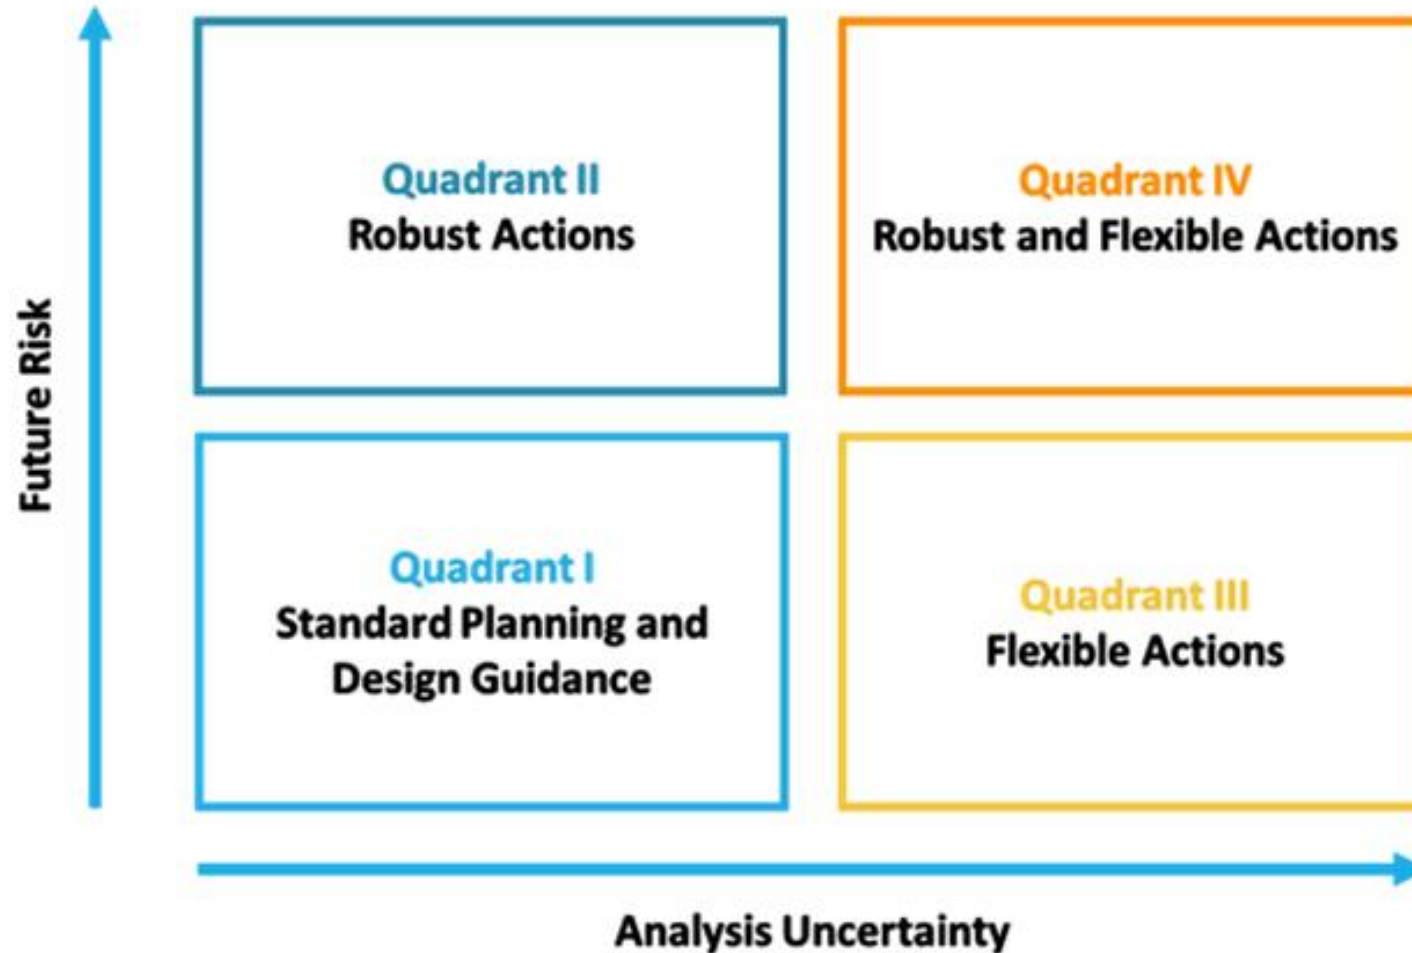 Quadrant II
Robust Actions
Quadrant IV
Robust and Flexible Actions
Future Risk
Quadrant I
Standard Planning and
Design Guidance
Quadrant III
Flexible Actions
Analysis Uncertainty